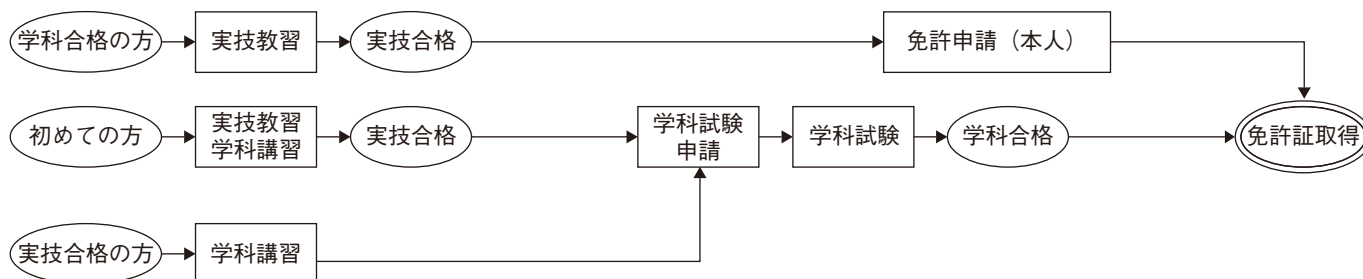 学科合格の方
実技教習
実技合格
免許申請（本人）
初めての方
実技教習
学科講習
実技合格
学科試験
申請
学科試験
学科合格
免許証取得
実技合格の方
学科講習